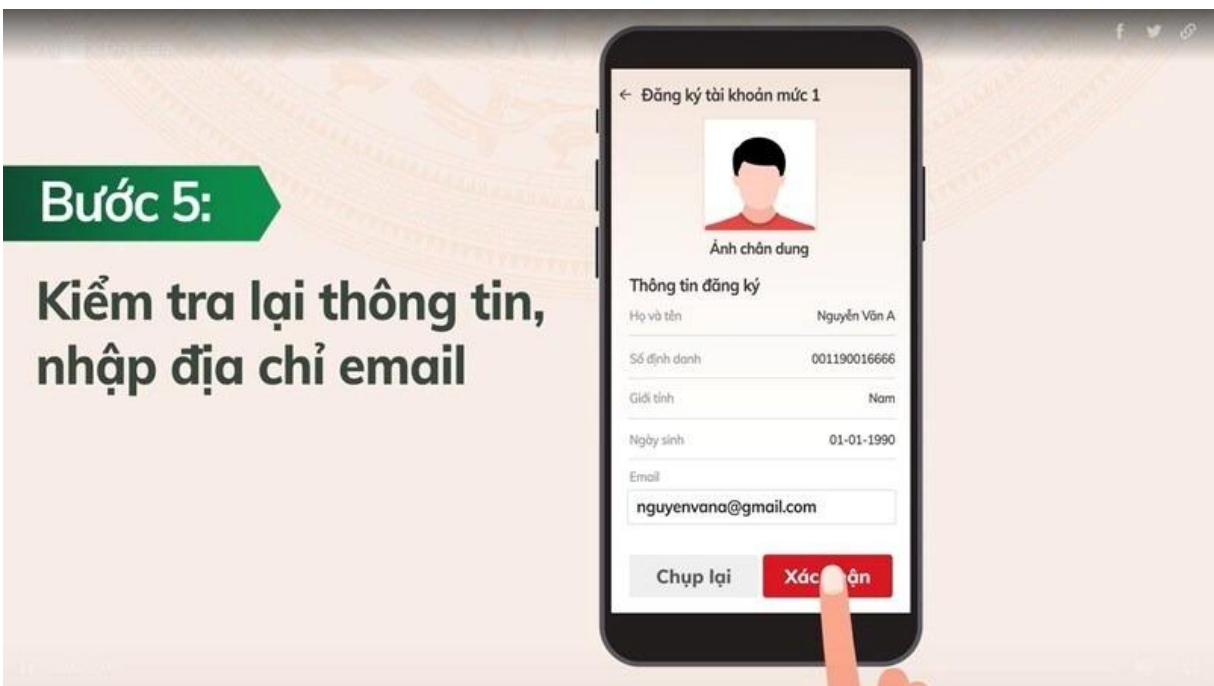 Bước 5:
Kiểm tra lại thông tin,
nhập địa chỉ email
← Đăng ký tài khoản mức 1
Ảnh chân dung
Thông tin đăng ký
Họ và tên Nguyễn Văn A
Số định danh 001190016666
Giới tính Nam
Ngày sinh 01-01-1990
Email
nguyenvana@gmail.com
Chụp lại